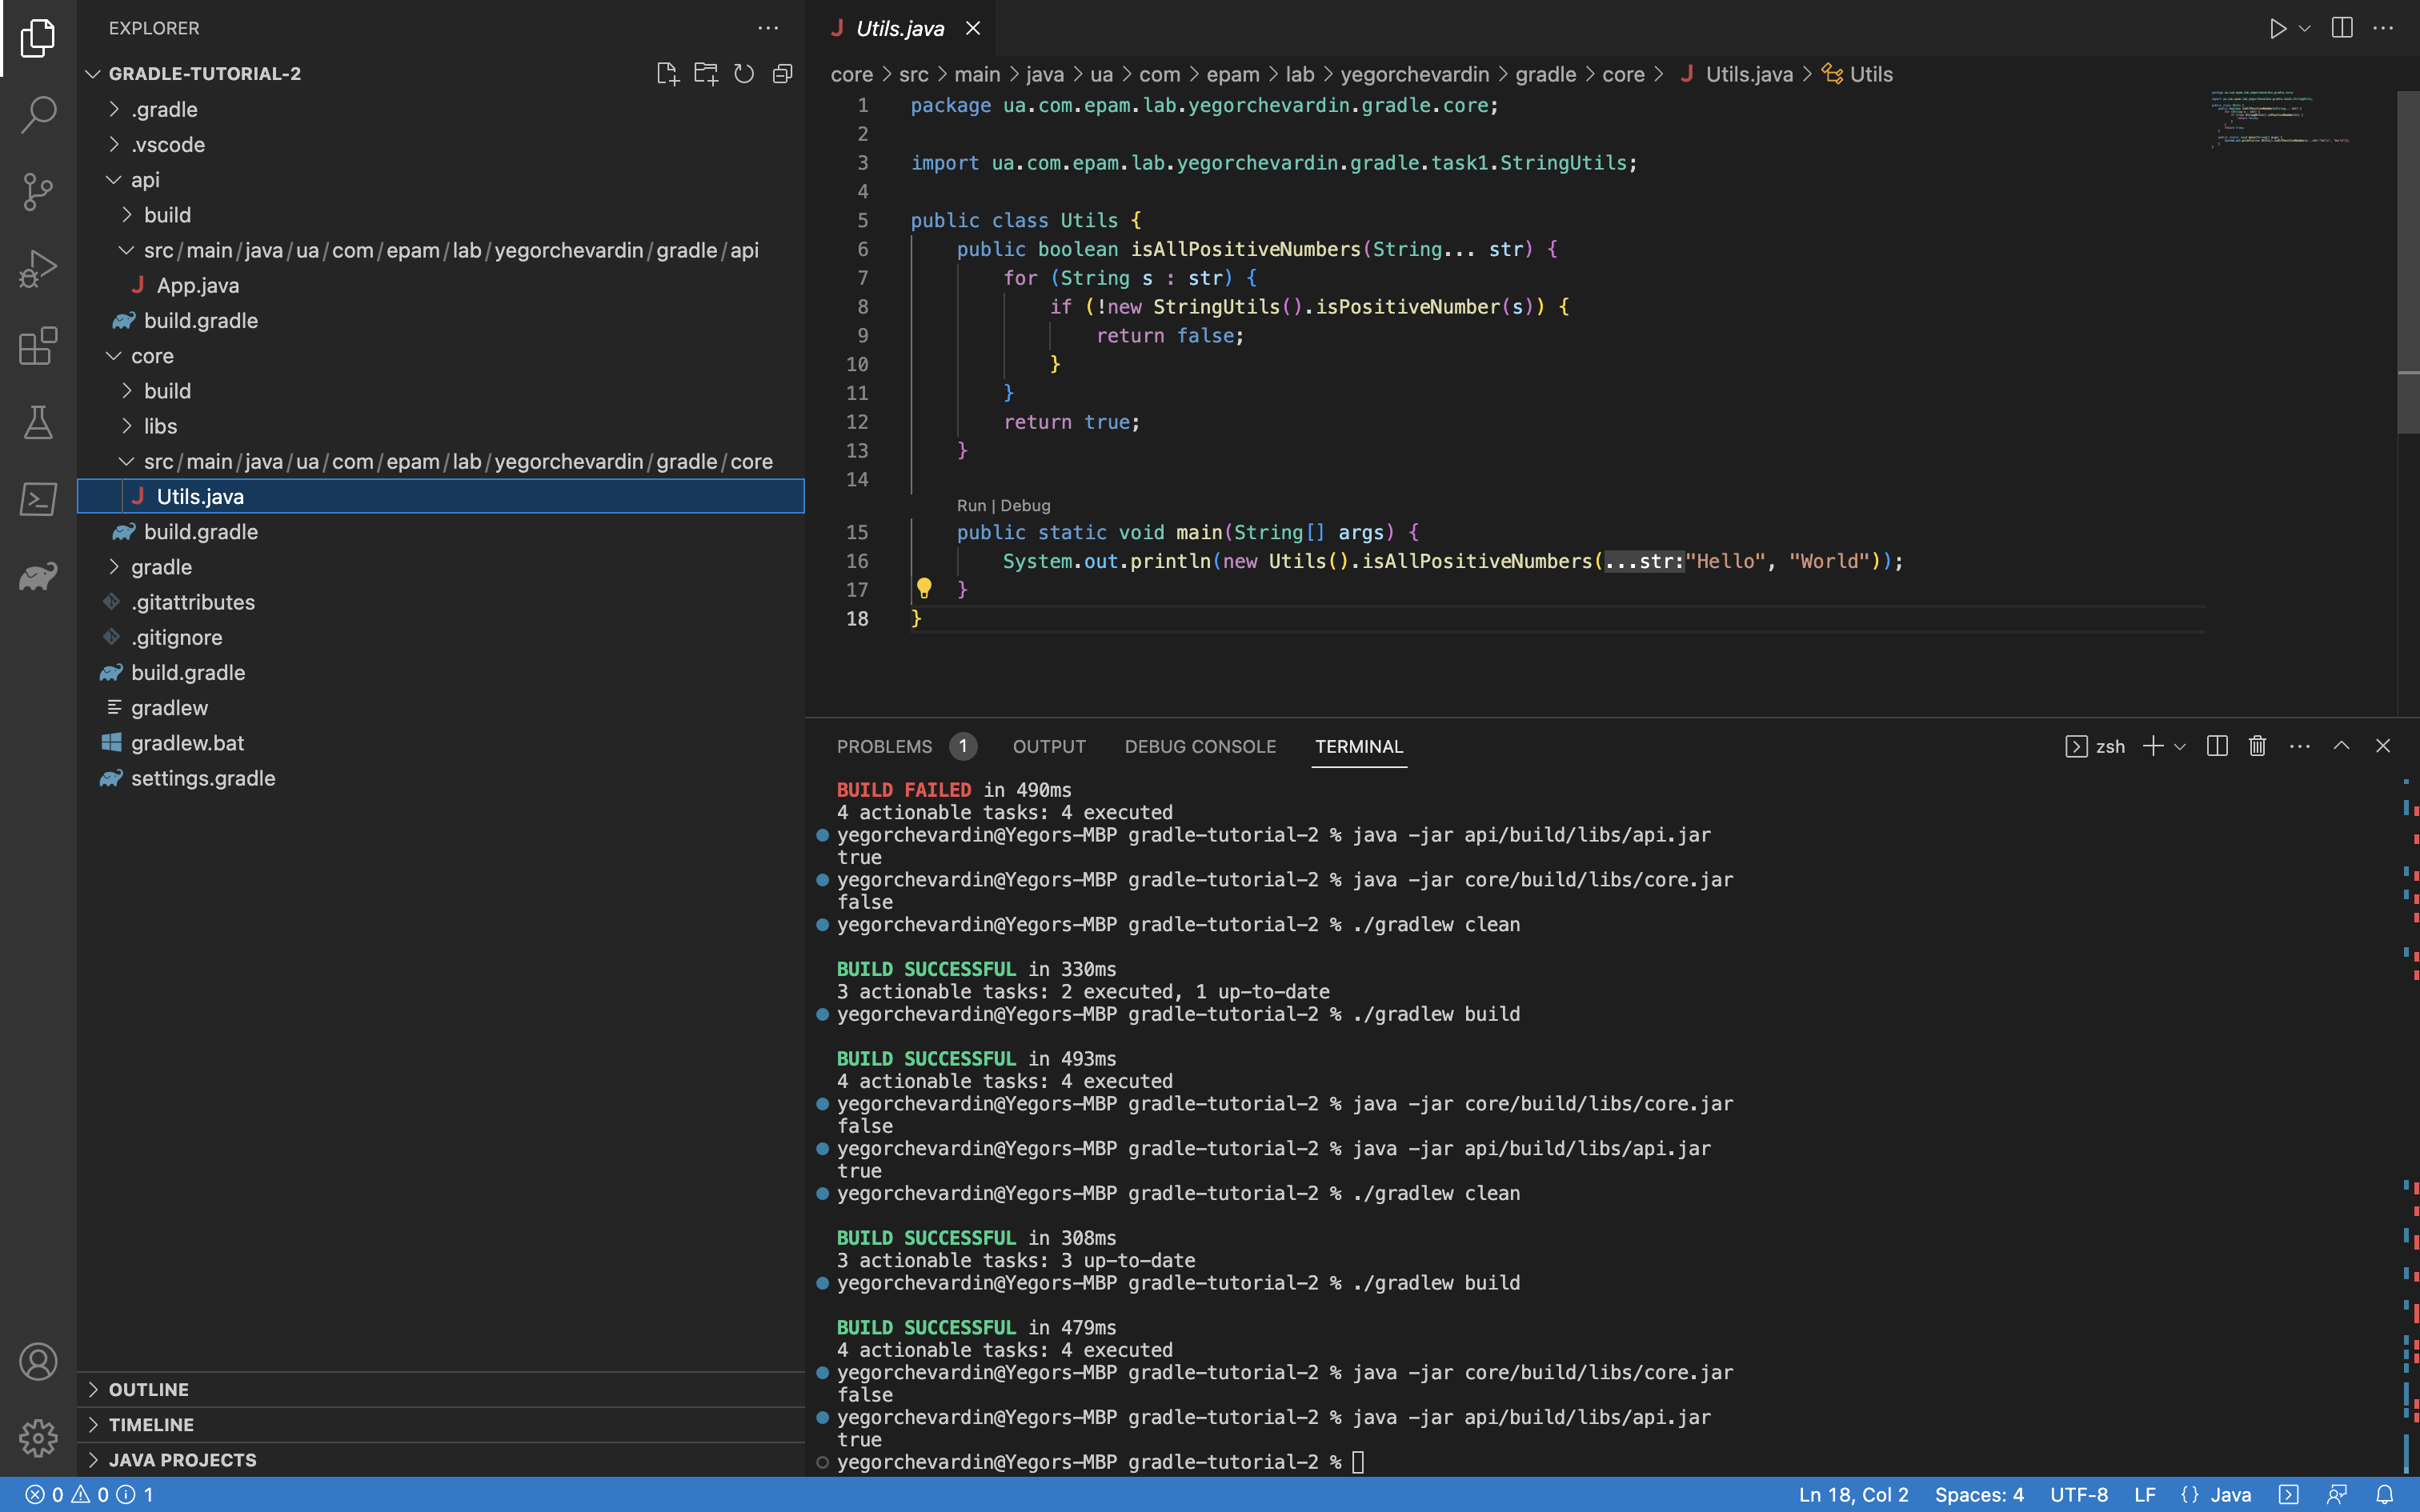 EXPLORER
GRADLE-TUTORIAL-2
.gradle
.vscode
api
build
src/main/java/ua/com/epam/lab/yegorchevardin/gradle/api
App.java
build.gradle
core
build
libs
src/main/java/ua/com/epam/lab/yegorchevardin/gradle/core
Utils.java
build.gradle
gradle
.gitattributes
.gitignore
build.gradle
gradlew
gradlew.bat
settings.gradle
OUTLINE
TIMELINE
JAVA PROJECTS
Utils.java
core > src > main > java > ua > com > epam > lab > yegorchevardin > gradle > core > Utils.java > Utils
1 package ua.com.epam.lab.yegorchevardin.gradle.core;
2
3 import ua.com.epam.lab.yegorchevardin.gradle.task1.StringUtils;
4
5 public class Utils {
6 public boolean isAllPositiveNumbers(String... str) {
7 for (String s : str) {
8 if (!new StringUtils().isPositiveNumber(s)) {
9 return false;
10 }
11 }
12 return true;
13 }
14
Run | Debug
15 public static void main(String[] args) {
16 System.out.println(new Utils().isAllPositiveNumbers(...str:"Hello", "World"));
17 }
18 }
PROBLEMS 1 OUTPUT DEBUG CONSOLE TERMINAL zsh
BUILD FAILED in 490ms
4 actionable tasks: 4 executed
yegorchevardin@Yegors-MBP gradle-tutorial-2 % java -jar api/build/libs/api.jar
true
yegorchevardin@Yegors-MBP gradle-tutorial-2 % java -jar core/build/libs/core.jar
false
yegorchevardin@Yegors-MBP gradle-tutorial-2 % ./gradlew clean
BUILD SUCCESSFUL in 330ms
3 actionable tasks: 2 executed, 1 up-to-date
yegorchevardin@Yegors-MBP gradle-tutorial-2 % ./gradlew build
BUILD SUCCESSFUL in 493ms
4 actionable tasks: 4 executed
yegorchevardin@Yegors-MBP gradle-tutorial-2 % java -jar core/build/libs/core.jar
false
yegorchevardin@Yegors-MBP gradle-tutorial-2 % java -jar api/build/libs/api.jar
true
yegorchevardin@Yegors-MBP gradle-tutorial-2 % ./gradlew clean
BUILD SUCCESSFUL in 308ms
3 actionable tasks: 3 up-to-date
yegorchevardin@Yegors-MBP gradle-tutorial-2 % ./gradlew build
BUILD SUCCESSFUL in 479ms
4 actionable tasks: 4 executed
yegorchevardin@Yegors-MBP gradle-tutorial-2 % java -jar core/build/libs/core.jar
false
yegorchevardin@Yegors-MBP gradle-tutorial-2 % java -jar api/build/libs/api.jar
true
yegorchevardin@Yegors-MBP gradle-tutorial-2 %
0 0 1 Ln 18, Col 2 Spaces: 4 UTF-8 LF {} Java